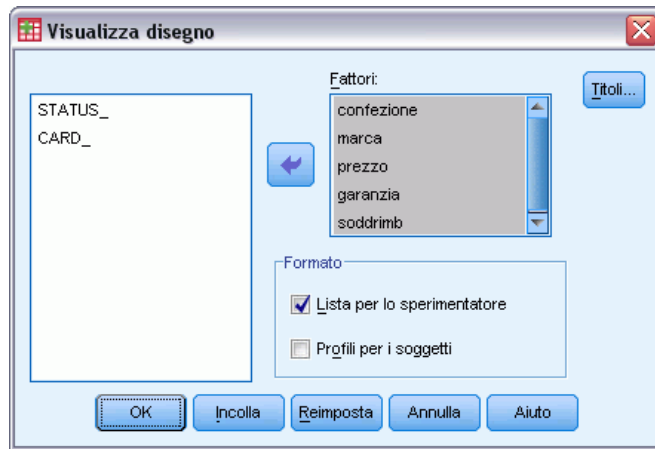 Visualizza disegno
STATUS_
CARD_
Fattori:
confezione
marca
prezzo
garanzia
soddrimb
Titoli...
Formato
Lista per lo sperimentatore
Profili per i soggetti
OK
Incolla
Reimposta
Annulla
Aiuto